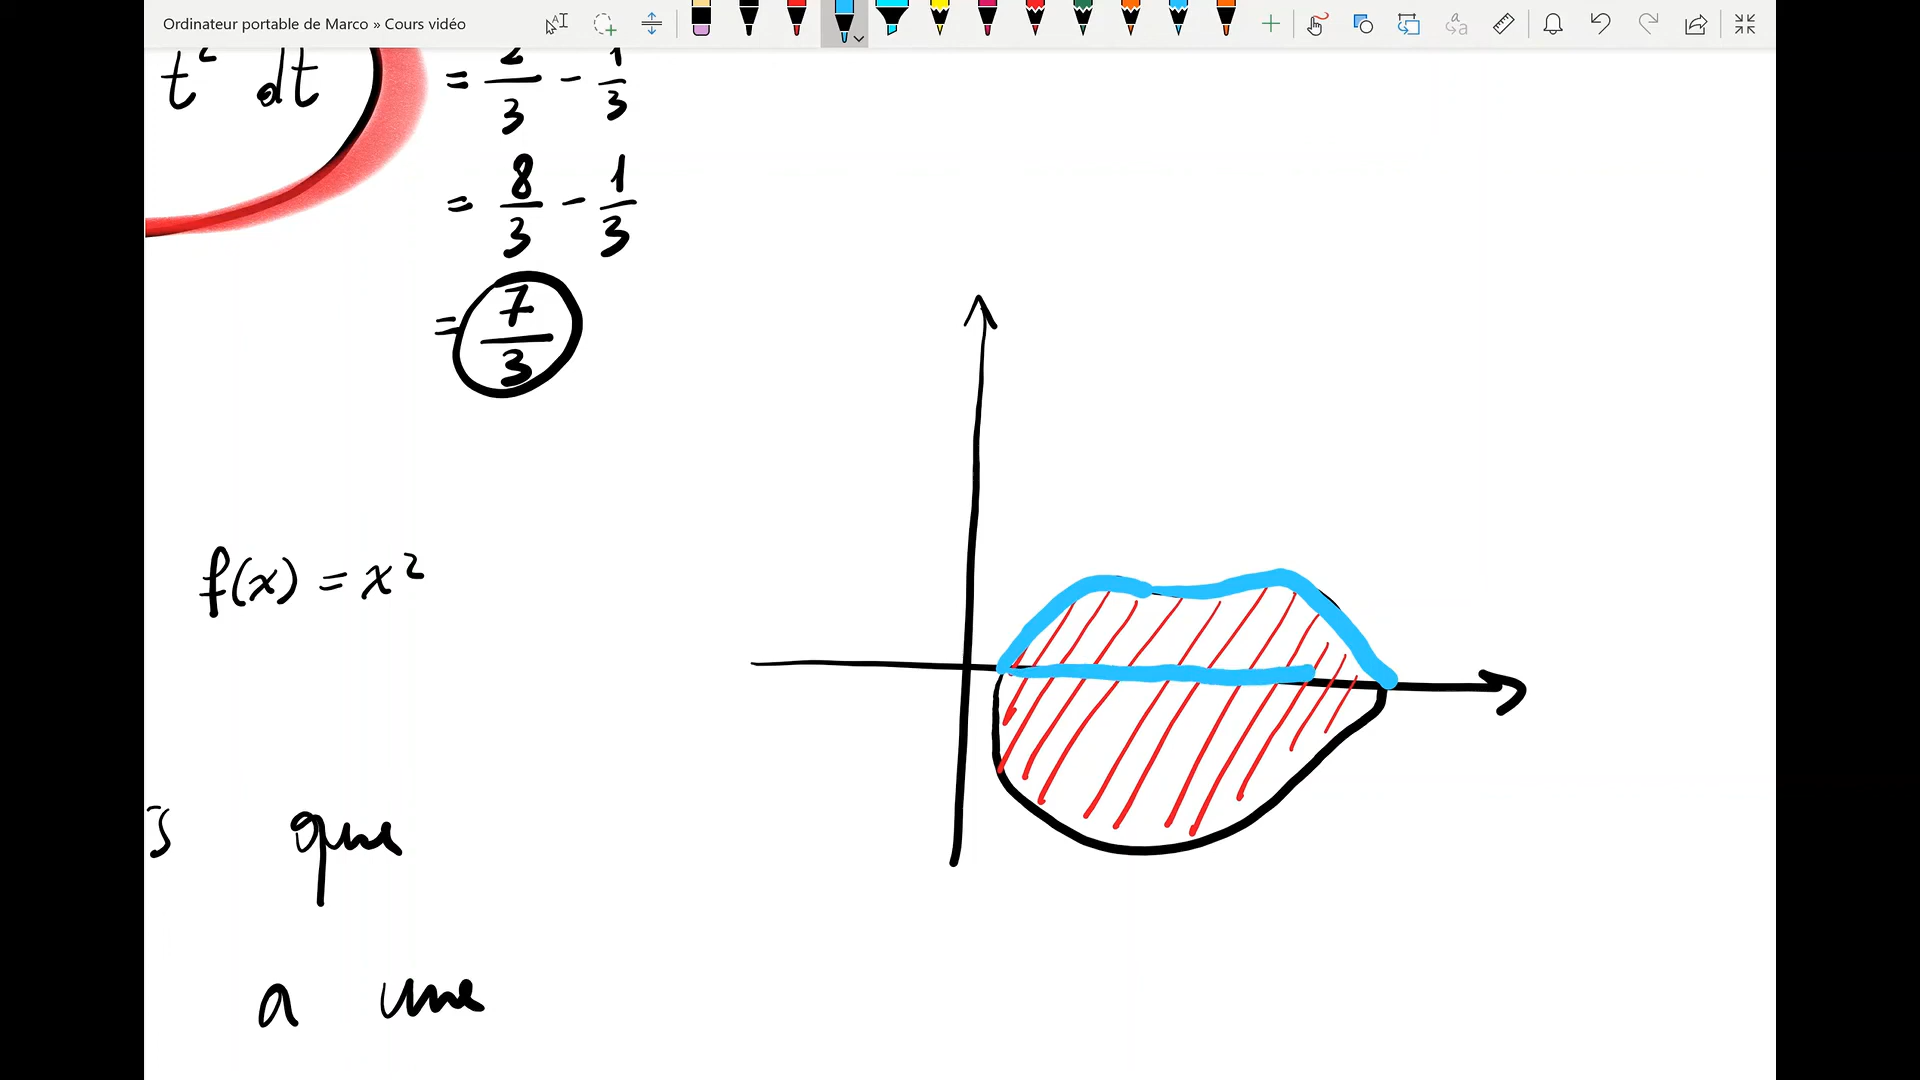 Ordinateur portable de Marco » Cours vidéo
t² dt
= 2/3 - 1/3
= 8/3 - 1/3
= 7/3
f(x) = x²
que
a une